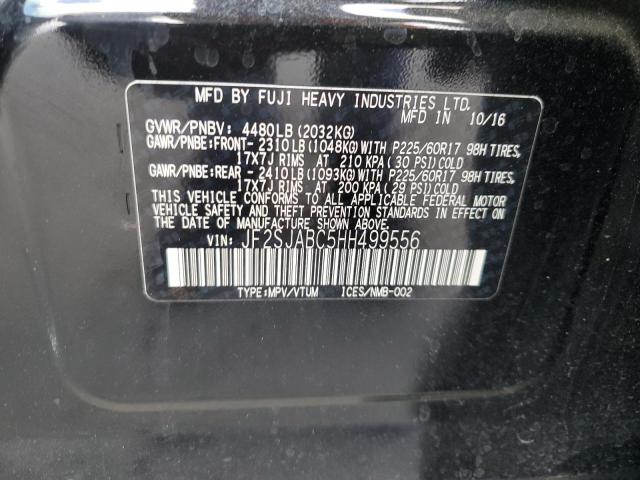 MFD BY FUJI HEAVY INDUSTRIES LTD.
MFD IN 10/16
GVWR/PNBV: 4480LB(2032KG)
GAWR/PNBE:FRONT- 2310LB(1048KG)WITH P225/60R17 98H TIRES,
17X7J RIMS AT 210 KPA(30 PSI)COLD
GAWR/PNBE:REAR - 2410LB(1093KG)WITH P225/60R17 98H TIRES,
17X7J RIMS AT 200 KPA(29 PSI)COLD
THIS VEHICLE CONFORMS TO ALL APPLICABLE FEDERAL MOTOR
VEHICLE SAFETY AND THEFT PREVENTION STANDARDS IN EFFECT ON
THE DATE OF MANUFACTURE SHOWN ABOVE.
VIN: JF2SJABC5HH499556
TYPE:MPV/VTUM ICES/NMB-002